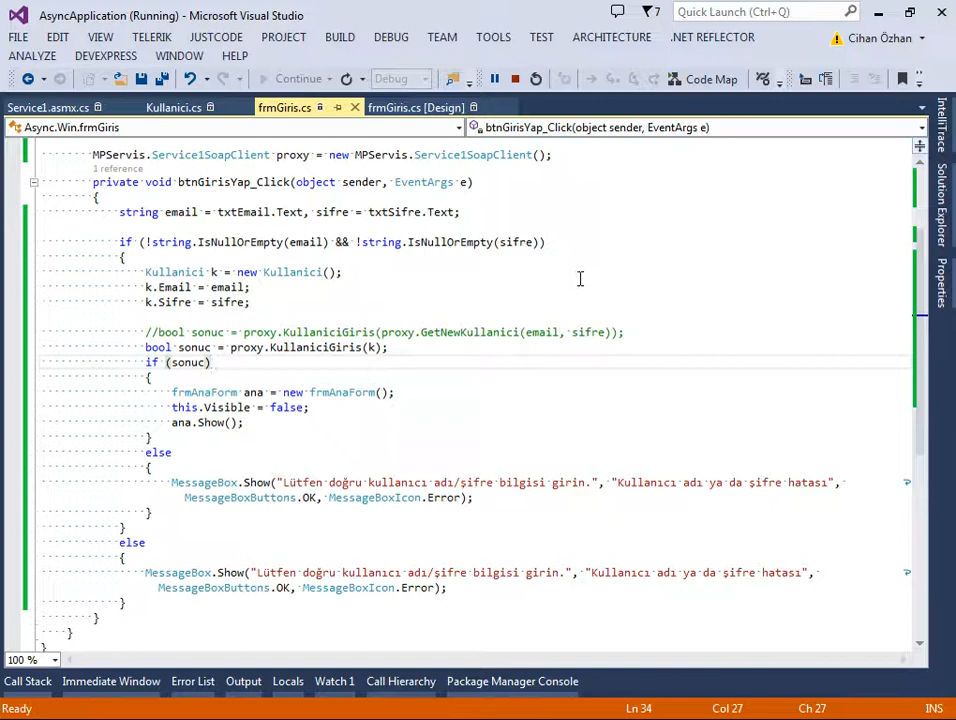 AsyncApplication (Running) - Microsoft Visual Studio
7
Quick Launch (Ctrl+Q)
FILE EDIT VIEW TELERIK JUSTCODE PROJECT BUILD DEBUG TEAM TOOLS TEST ARCHITECTURE .NET REFLECTOR
Cihan Özhan
ANALYZE DEVEXPRESS WINDOW HELP
Continue Debug Code Map
Service1.asmx.cs Kullanici.cs frmGiris.cs frmGiris.cs [Design]
Async.Win.frmGiris btnGirisYap_Click(object sender, EventArgs e)
MPServis.Service1SoapClient proxy = new MPServis.Service1SoapClient();
1 reference
private void btnGirisYap_Click(object sender, EventArgs e)
{
string email = txtEmail.Text, sifre = txtSifre.Text;
if (!string.IsNullOrEmpty(email) && !string.IsNullOrEmpty(sifre))
{
Kullanici k = new Kullanici();
k.Email = email;
k.Sifre = sifre;
//bool sonuc = proxy.KullaniciGiris(proxy.GetNewKullanici(email, sifre));
bool sonuc = proxy.KullaniciGiris(k);
if (sonuc)
{
frmAnaForm ana = new frmAnaForm();
this.Visible = false;
ana.Show();
}
else
{
MessageBox.Show("Lütfen doğru kullanıcı adı/şifre bilgisi girin.", "Kullanıcı adı ya da şifre hatası",
MessageBoxButtons.OK, MessageBoxIcon.Error);
}
}
else
{
MessageBox.Show("Lütfen doğru kullanıcı adı/şifre bilgisi girin.", "Kullanıcı adı ya da şifre hatası",
MessageBoxButtons.OK, MessageBoxIcon.Error);
}
}
}
}
100 %
IntelliTrace
Solution Explorer
Properties
Call Stack Immediate Window Error List Output Locals Watch 1 Call Hierarchy Package Manager Console
Ready Ln 34 Col 27 Ch 27 INS